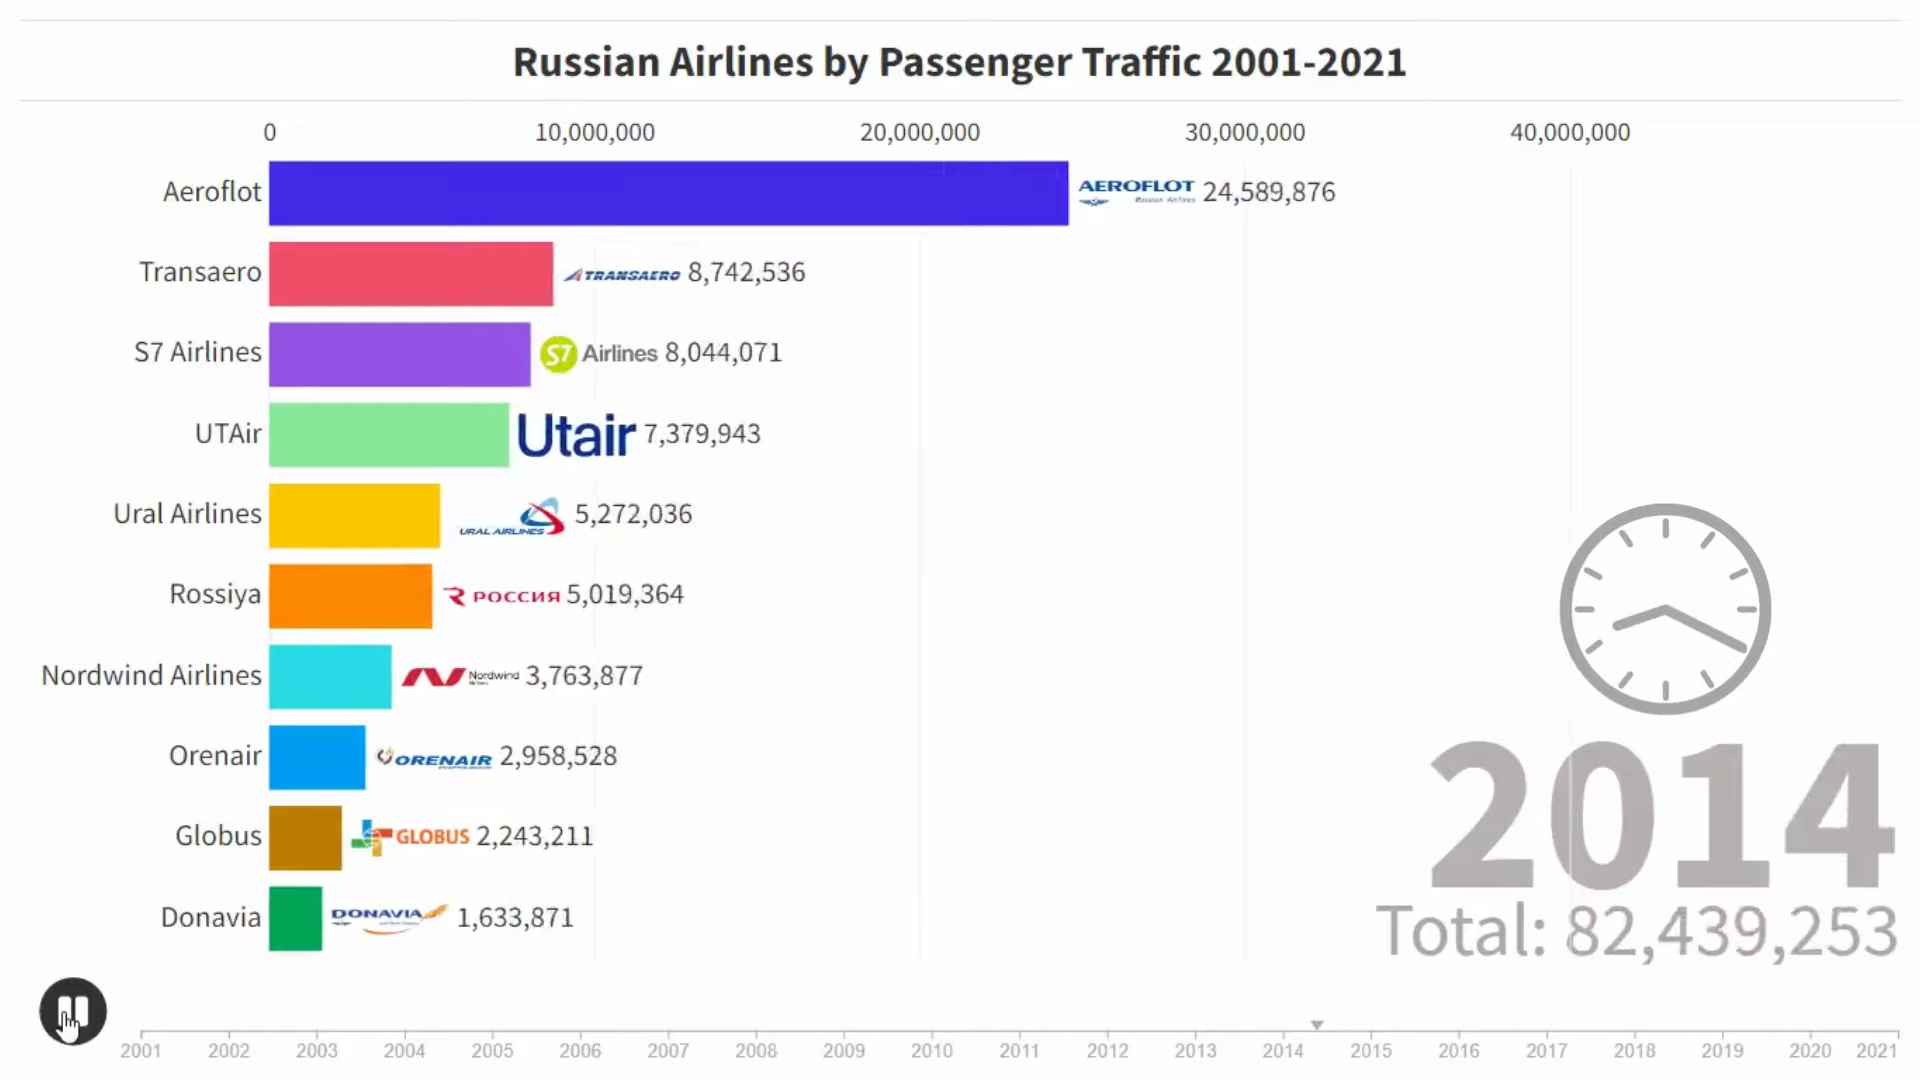 Russian Airlines by Passenger Traffic 2001-2021
0 10,000,000 20,000,000 30,000,000 40,000,000
Aeroflot AEROFLOT Russian Airlines 24,589,876
Transaero TRANSAERO 8,742,536
S7 Airlines S7 Airlines 8,044,071
UTAir Utair 7,379,943
Ural Airlines URAL AIRLINES 5,272,036
Rossiya РОССИЯ 5,019,364
Nordwind Airlines Nordwind 3,763,877
Orenair ORENAIR 2,958,528
Globus GLOBUS 2,243,211
Donavia DONAVIA 1,633,871
2014
Total: 82,439,253
2001 2002 2003 2004 2005 2006 2007 2008 2009 2010 2011 2012 2013 2014 2015 2016 2017 2018 2019 2020 2021